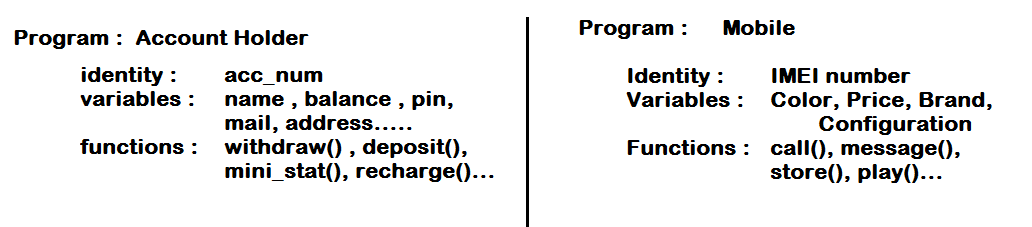 Program : Account Holder
identity : acc_num
variables : name , balance , pin,
mail, address.....
functions : withdraw() , deposit(),
mini_stat(), recharge()...
Program : Mobile
Identity : IMEI number
Variables : Color, Price, Brand,
Configuration
Functions : call(), message(),
store(), play()...